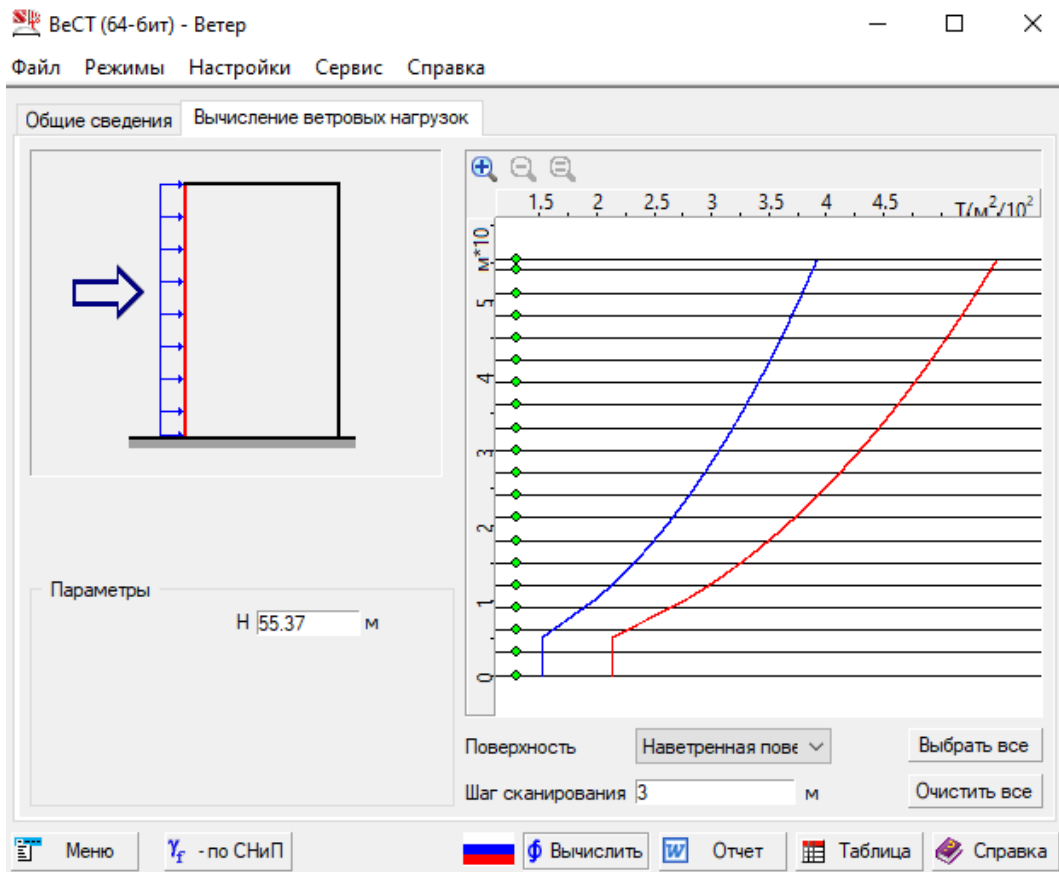 ВеСТ (64-бит) - Ветер
Файл Режимы Настройки Сервис Справка
Общие сведения Вычисление ветровых нагрузок
1.5 2 2.5 3 3.5 4 4.5 Т/м²/10²
м*10
5
4
3
2
1
0
Параметры
H 55.37 м
Поверхность Наветренная пове Выбрать все
Шаг сканирования 3 м Очистить все
Меню γf - по СНиП Вычислить W Отчет Таблица Справка